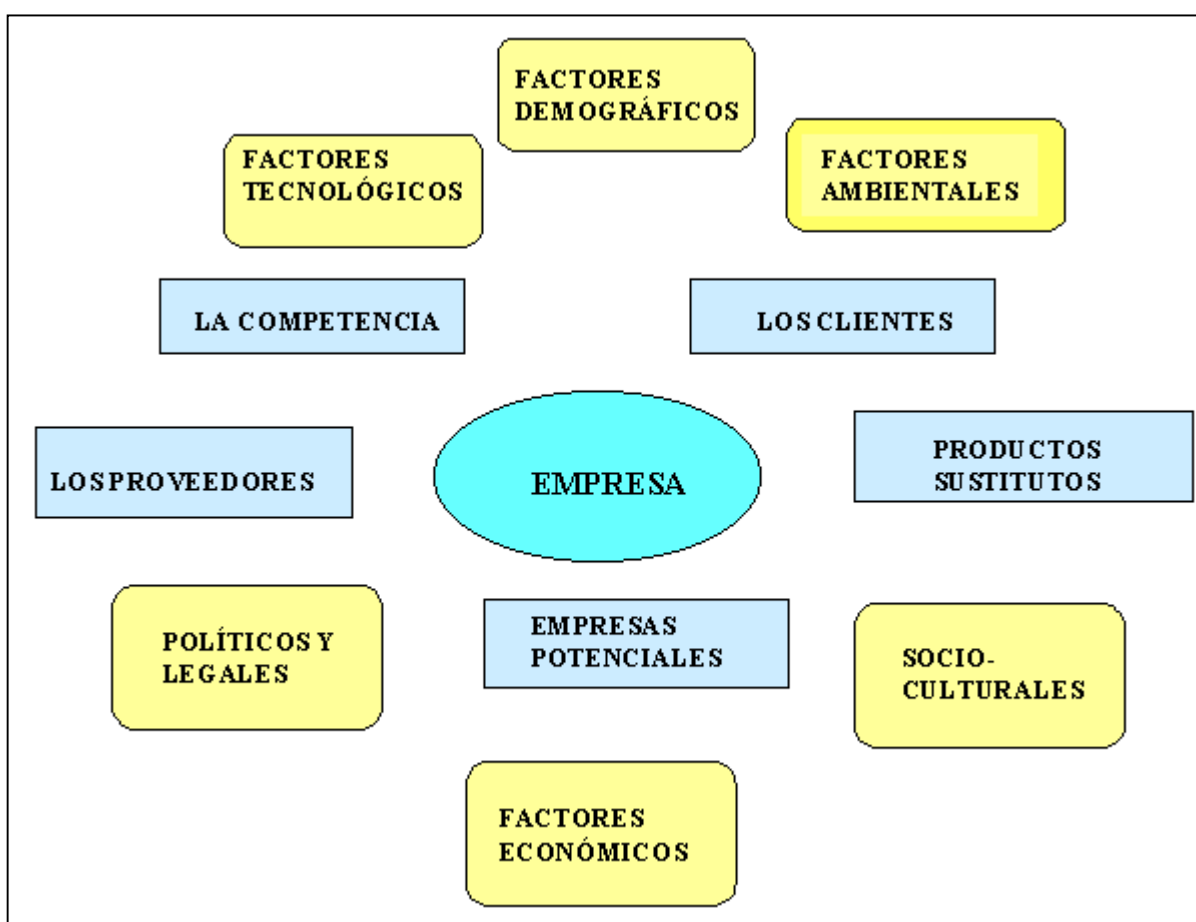 FACTORES
DEMOGRÁFICOS
FACTORES
TECNOLÓGICOS
FACTORES
AMBIENTALES
LA COMPETENCIA
LOS CLIENTES
LOS PROVEEDORES
EMPRESA
PRODUCTOS
SUSTITUTOS
POLÍTICOS Y
LEGALES
EMPRESAS
POTENCIALES
SOCIO-
CULTURALES
FACTORES
ECONÓMICOS